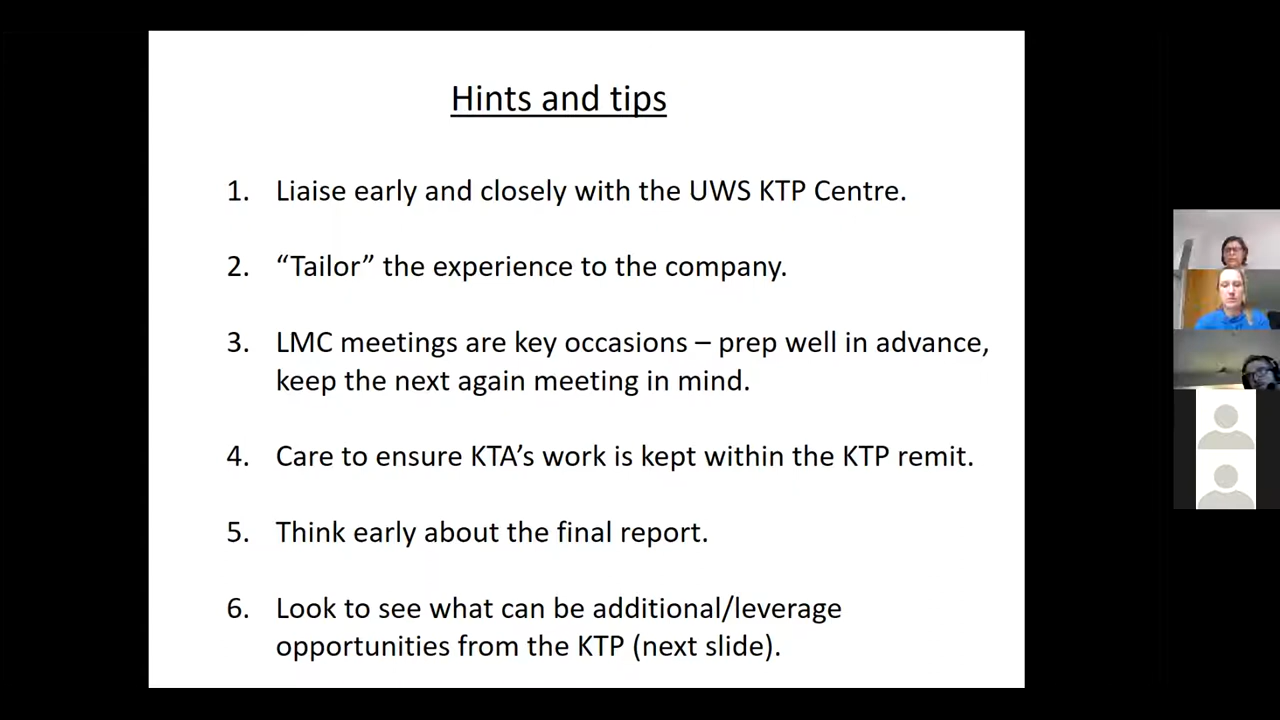 Hints and tips
1. Liaise early and closely with the UWS KTP Centre.
2. “Tailor” the experience to the company.
3. LMC meetings are key occasions – prep well in advance,
keep the next again meeting in mind.
4. Care to ensure KTA’s work is kept within the KTP remit.
5. Think early about the final report.
6. Look to see what can be additional/leverage
opportunities from the KTP (next slide).